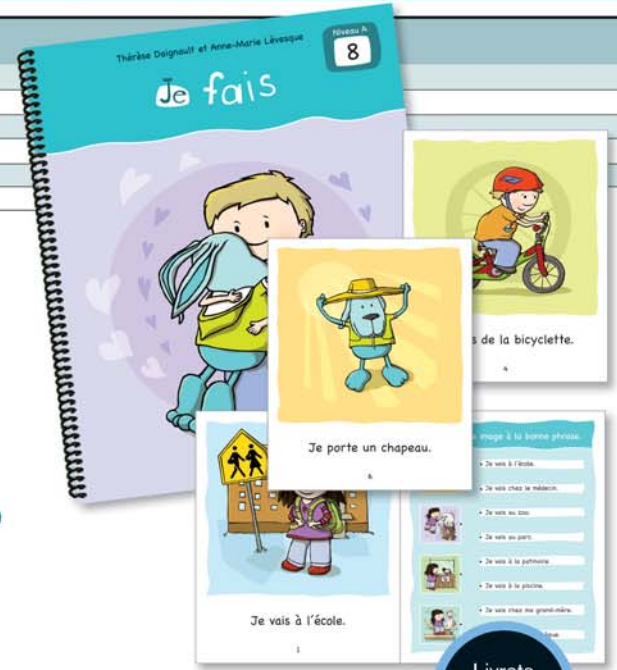 Thérèse Daignault et Anne-Marie Lévesque
Niveau A
8
Je fais
de la bicyclette.
4
Je porte un chapeau.
6
Je vais à l'école.
1
image à la bonne phrase.
• Je vais à l'école.
• Je vais chez le médecin.
• Je vais au zoo.
• Je vais au parc.
• Je vais à la patinoire.
• Je vais à la piscine.
• Je vais chez ma grand-mère.
Livrets